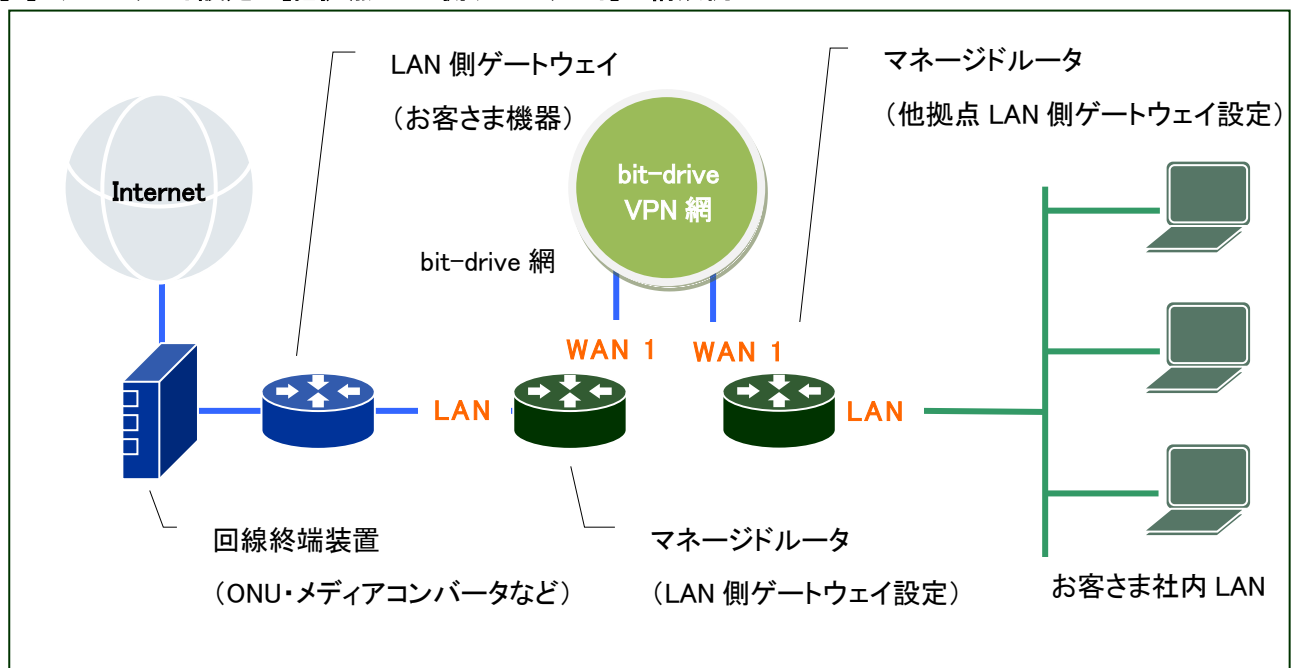 LAN 側ゲートウェイ
（お客さま機器）
マネージドルータ
（他拠点 LAN 側ゲートウェイ設定）
Internet
bit-drive
VPN 網
bit-drive 網
WAN 1
WAN 1
LAN
LAN
回線終端装置
（ONU・メディアコンバータなど）
マネージドルータ
（LAN 側ゲートウェイ設定）
お客さま社内 LAN